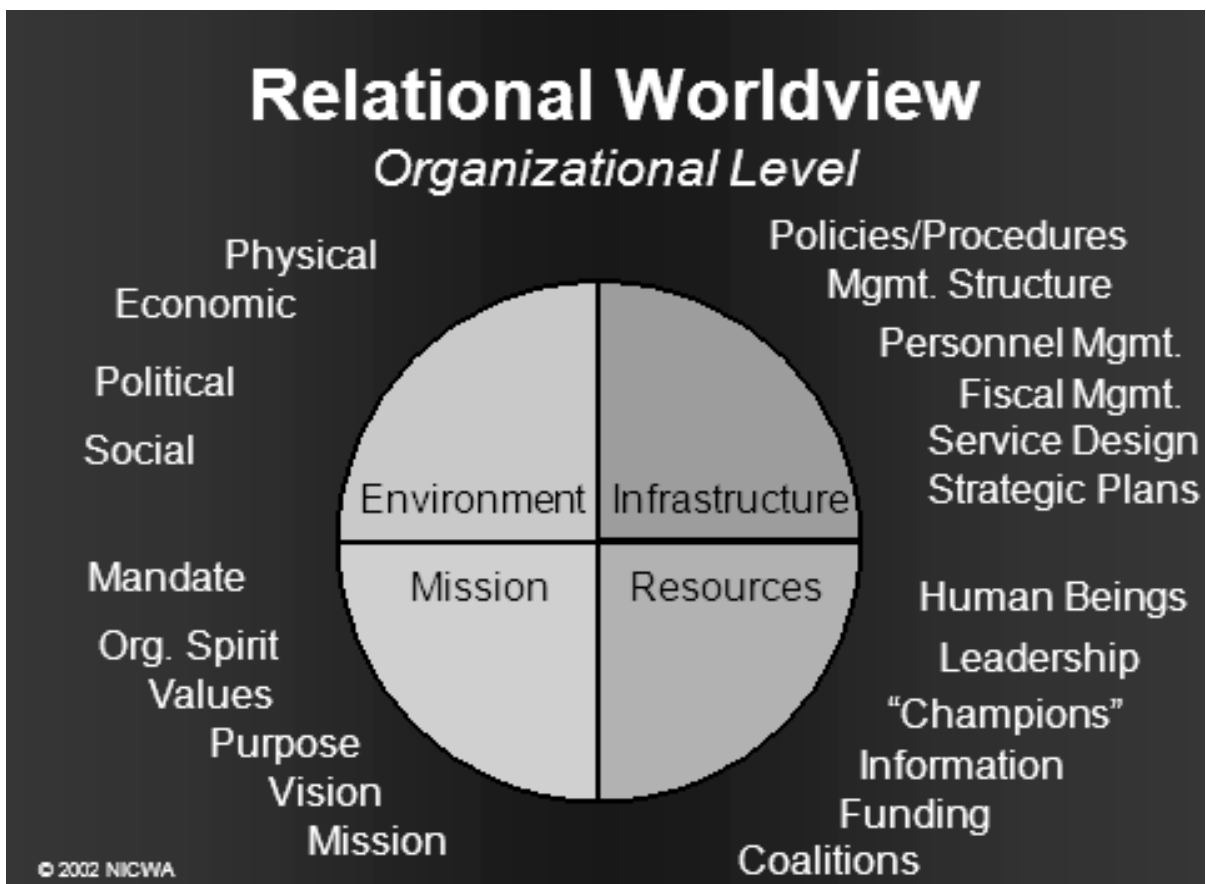 Relational Worldview
Organizational Level
Physical
Economic
Political
Social
Policies/Procedures
Mgmt. Structure
Personnel Mgmt.
Fiscal Mgmt.
Service Design
Strategic Plans
Environment
Infrastructure
Mission
Resources
Mandate
Org. Spirit
Values
Purpose
Vision
Mission
Human Beings
Leadership
“Champions”
Information
Funding
Coalitions
© 2002 NICWA